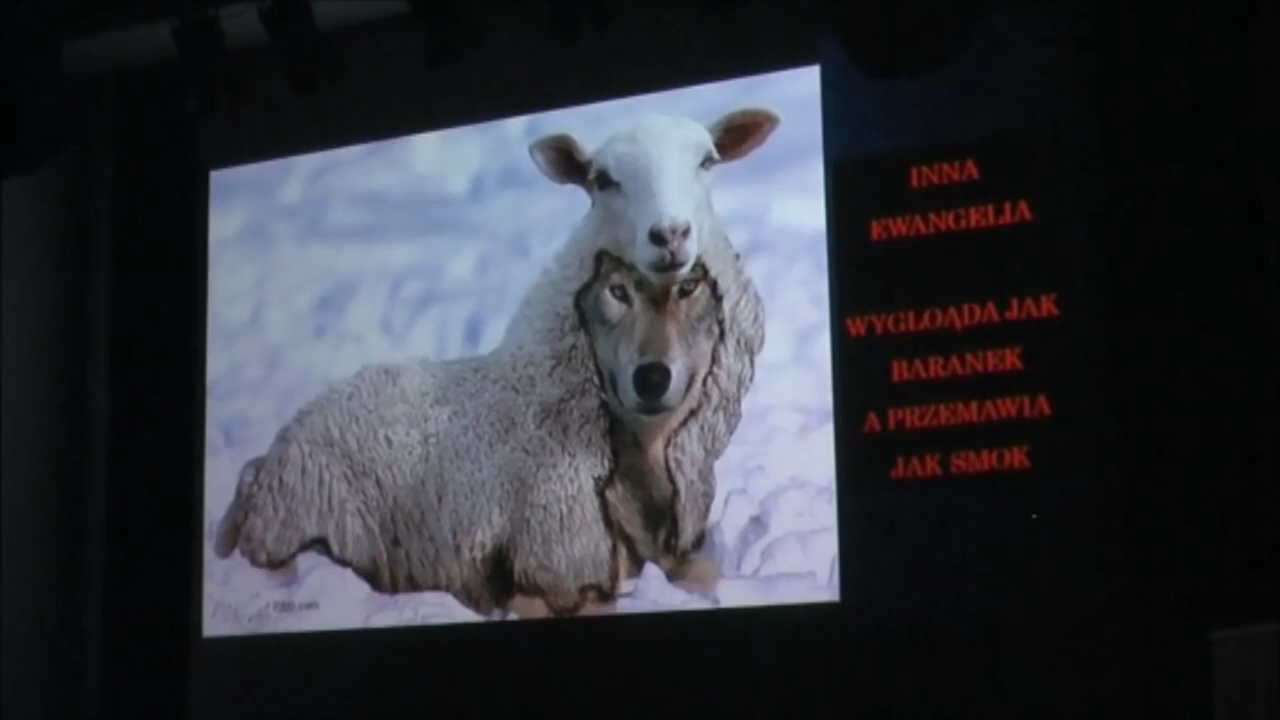 INNA
EWANGELIA
WYGLOĄDA JAK
BARANEK
A PRZEMAWIA
JAK SMOK